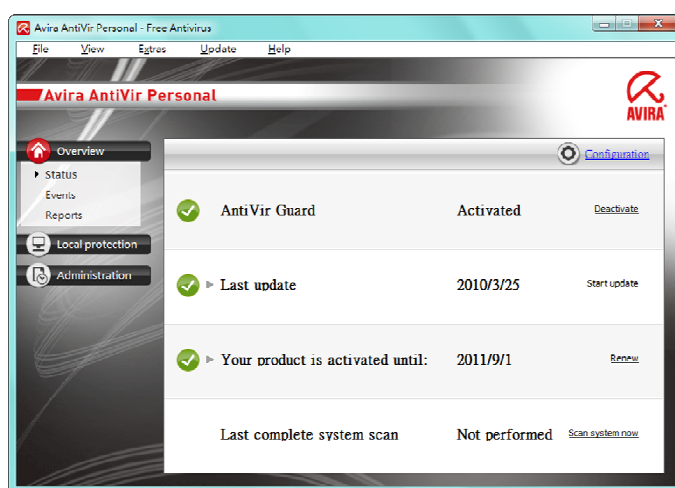 Avira AntiVir Personal - Free Antivirus
File View Extras Update Help
Avira AntiVir Personal
AVIRA
Overview
Configuration
Status
Events
Reports
AntiVir Guard Activated Deactivate
Local protection
Administration
Last update 2010/3/25 Start update
Your product is activated until: 2011/9/1 Renew
Last complete system scan Not performed Scan system now